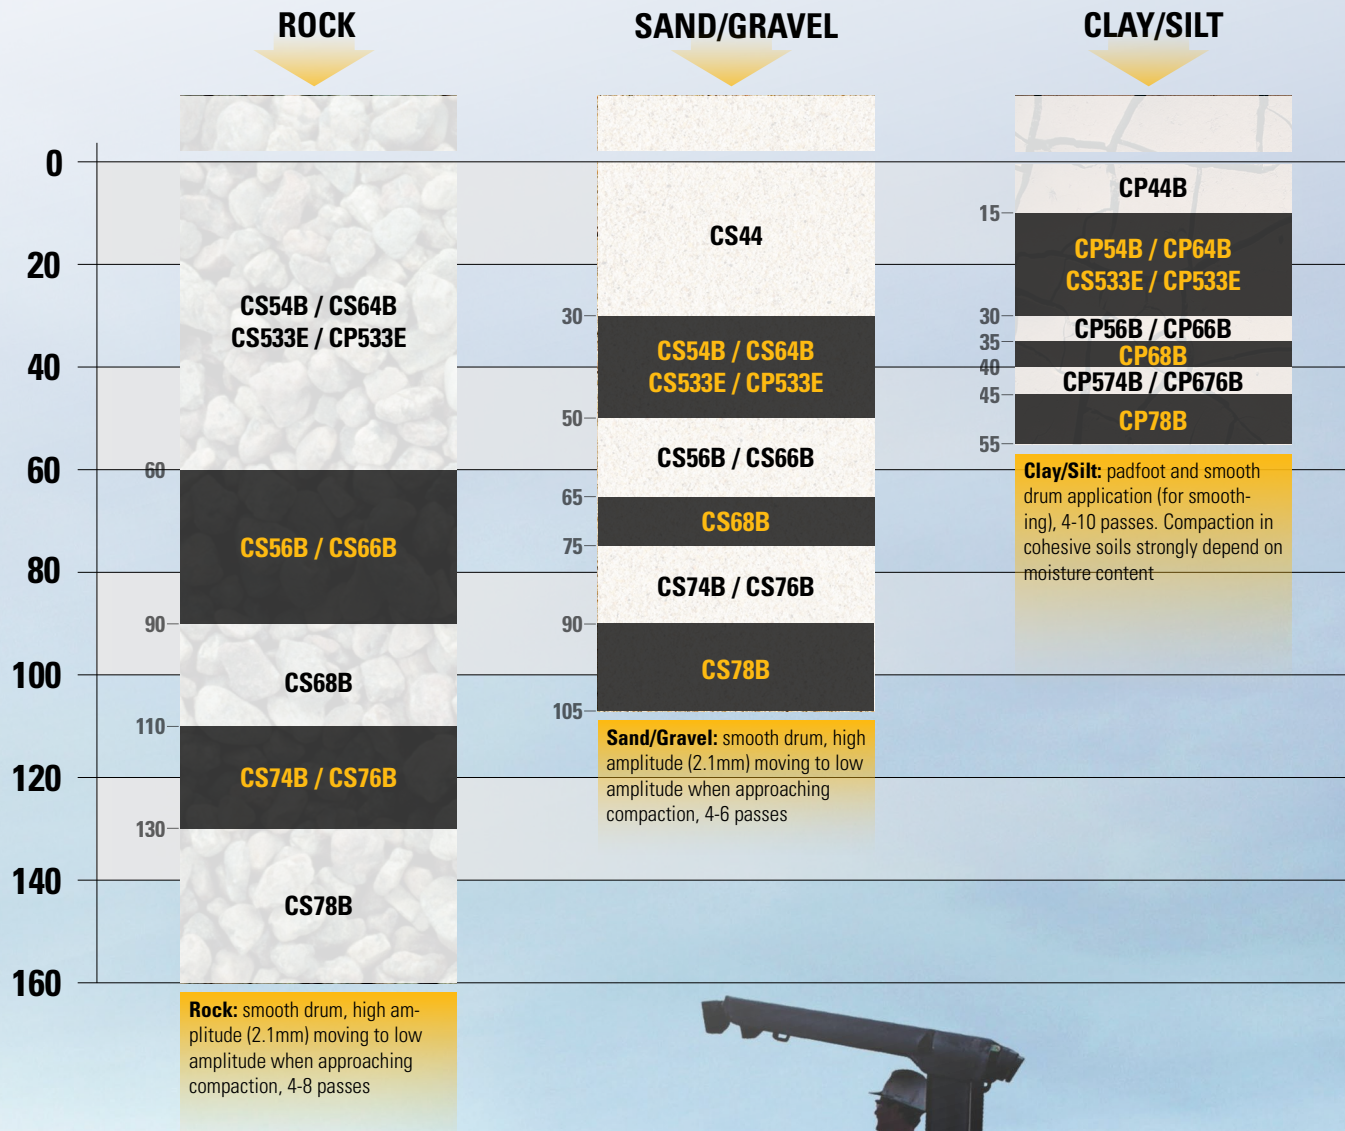 ROCK
SAND/GRAVEL
CLAY/SILT
0
20
40
60
80
100
120
140
160
CS54B / CS64B
CS533E / CP533E
60
CS56B / CS66B
90
CS68B
110
CS74B / CS76B
130
CS78B
Rock: smooth drum, high am-
plitude (2.1mm) moving to low
amplitude when approaching
compaction, 4-8 passes
CS44
30
CS54B / CS64B
CS533E / CP533E
50
CS56B / CS66B
65
CS68B
75
CS74B / CS76B
90
CS78B
105
Sand/Gravel: smooth drum, high
amplitude (2.1mm) moving to low
amplitude when approaching
compaction, 4-6 passes
CP44B
15
CP54B / CP64B
CS533E / CP533E
30
CP56B / CP66B
35
CP68B
40
CP574B / CP676B
45
CP78B
55
Clay/Silt: padfoot and smooth
drum application (for smooth-
ing), 4-10 passes. Compaction in
cohesive soils strongly depend on
moisture content